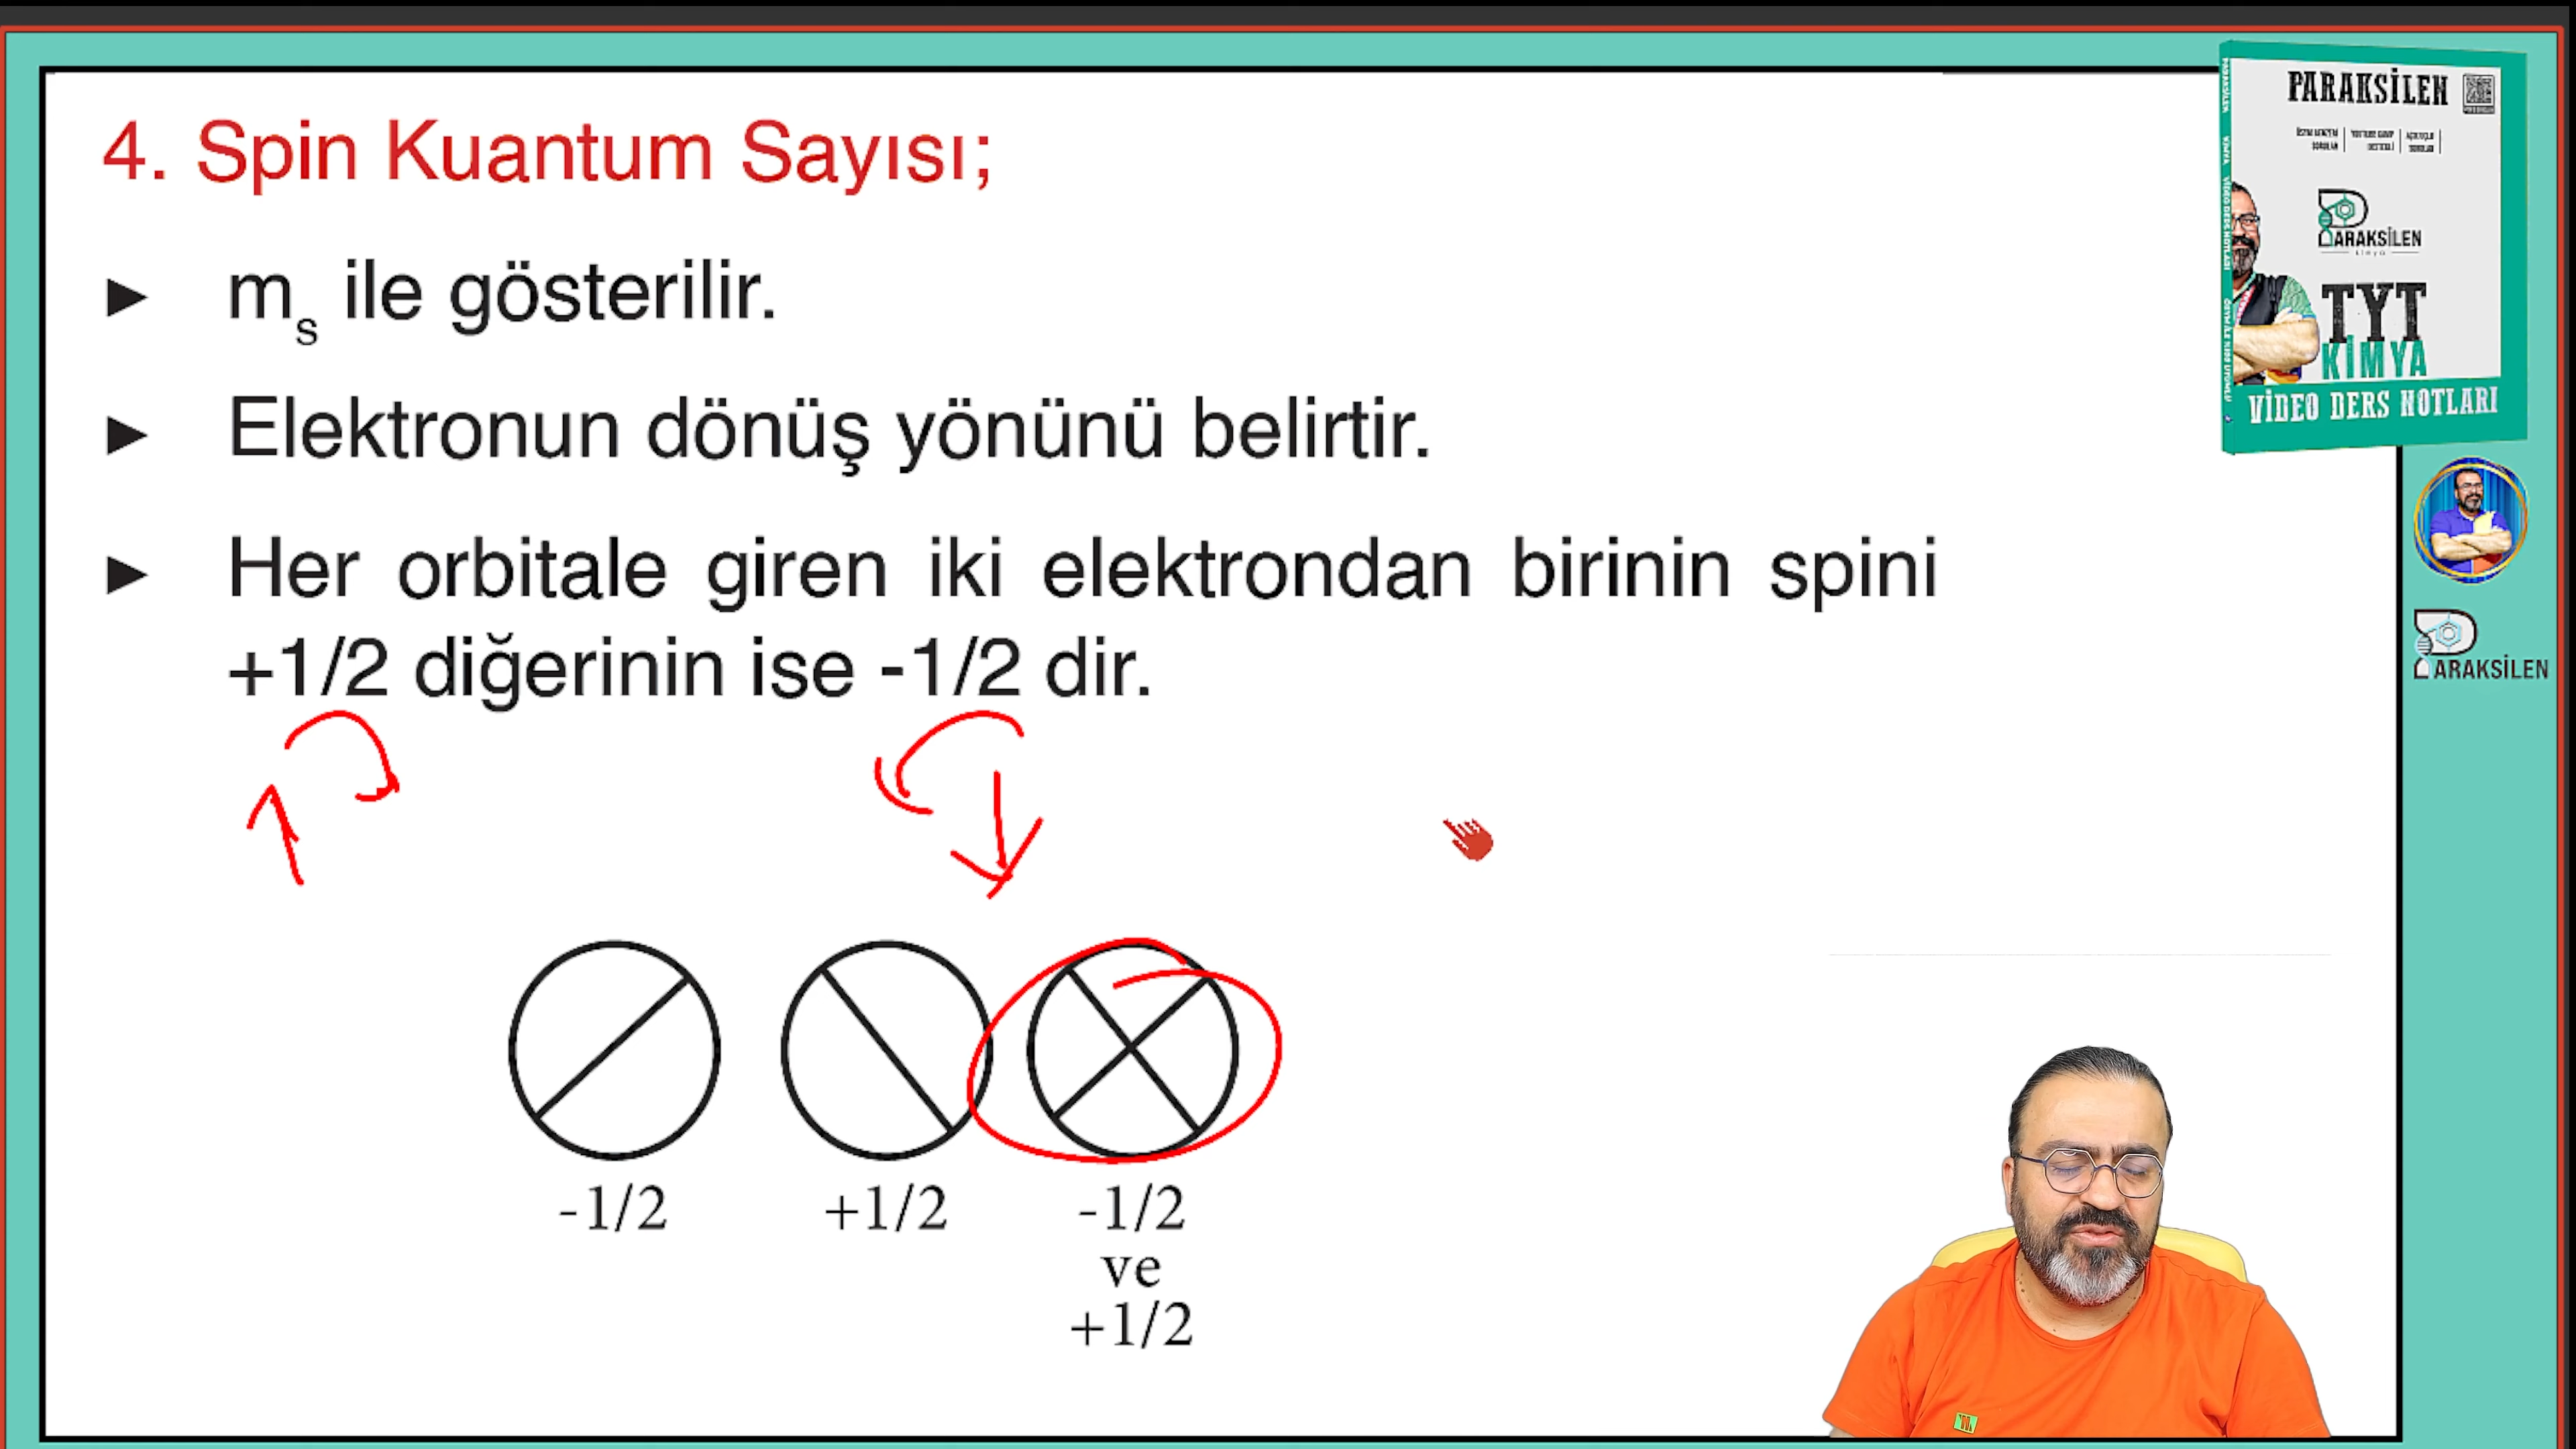 4. Spin Kuantum Sayısı;
► ms ile gösterilir.
► Elektronun dönüş yönünü belirtir.
► Her orbitale giren iki elektrondan birinin spini
+1/2 diğerinin ise -1/2 dir.
-1/2
+1/2
-1/2
ve
+1/2
PARAKSİLEN
PARAKSİLEN
TYT
KİMYA
VİDEO DERS NOTLARI
PARAKSİLEN